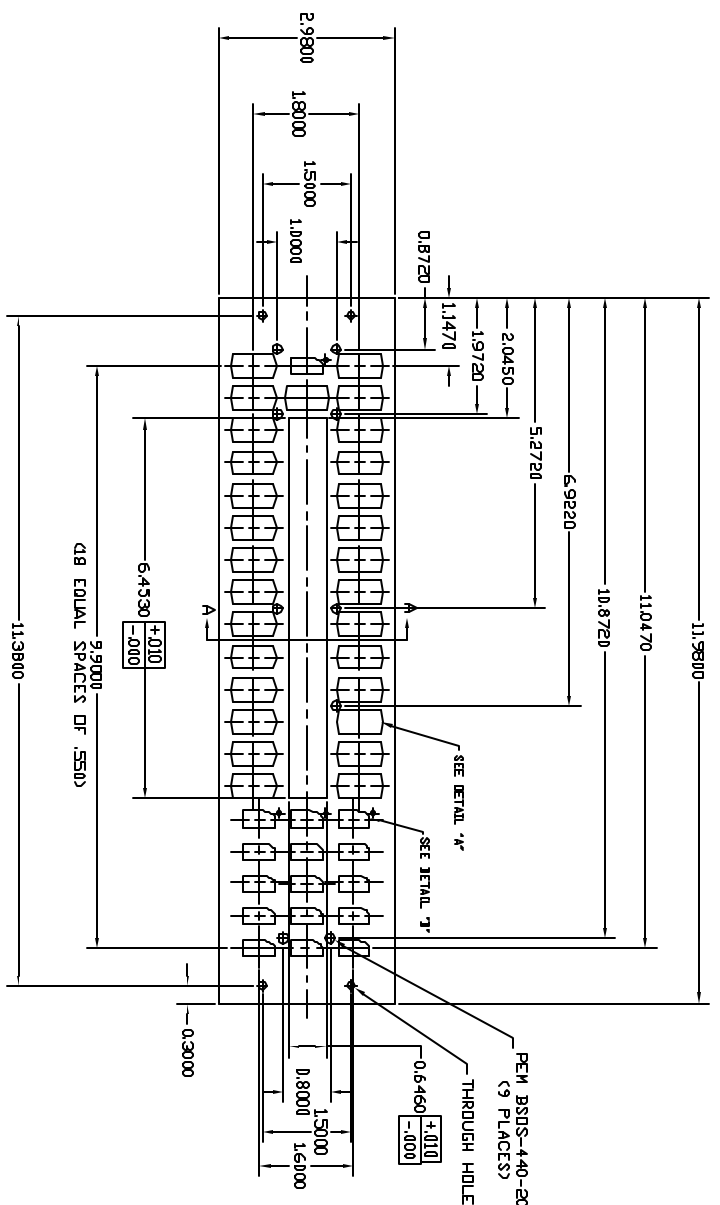 2.9800
1.8000
1.5000
1.0000
0.8720
1.1470
1.9720
2.0450
5.2720
6.9220
10.8720
11.0470
11.9800
A
A
SEE DETAIL "A"
SEE DETAIL
6.4530 +.010
-.000
9.9000
(18 EQUAL SPACES OF .550)
11.3800
0.3000
0.6460 +.010
-.000
0.8000
1.5000
1.6000
THROUGH HOLE
PEM BSOS-440-20
(9 PLACES)